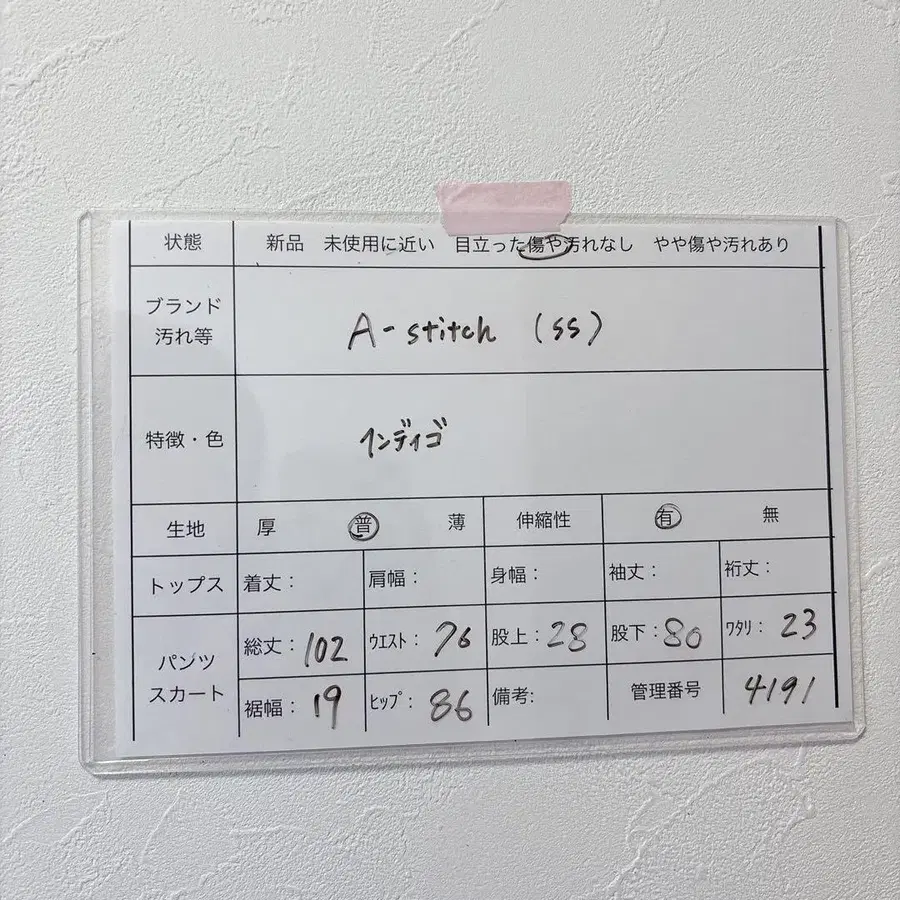 状態 新品 未使用に近い 目立った傷や汚れなし やや傷や汚れあり
ブランド
汚れ等
A-stitch (ss)
特徴・色 インディゴ
生地 厚 普 薄 伸縮性 有 無
トップス 着丈: 肩幅: 身幅: 袖丈: 裄丈:
パンツ
スカート
総丈:102 ウエスト:76 股上:28 股下:80 ワタリ:23
裾幅:19 ヒップ:86 備考: 管理番号 4191